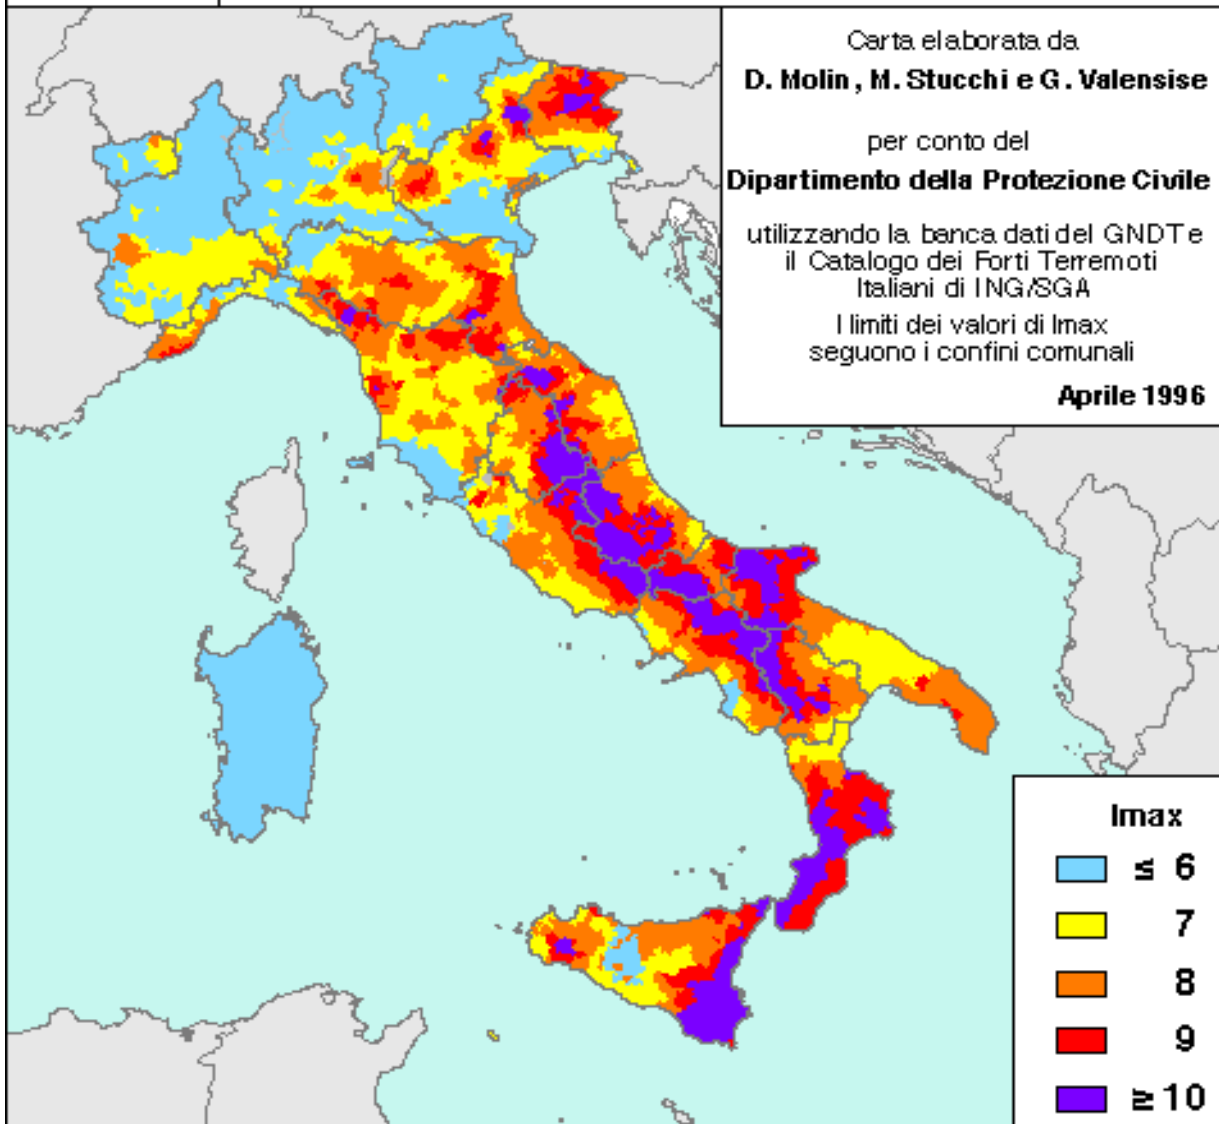 Carta elaborata da
D. Molin, M. Stucchi e G. Valensise
per conto del
Dipartimento della Protezione Civile
utilizzando la banca dati del GNDT e
il Catalogo dei Forti Terremoti
Italiani di ING/SGA
I limiti dei valori di Imax
seguono i confini comunali
Aprile 1996
Imax
≤ 6
7
8
9
≥ 10